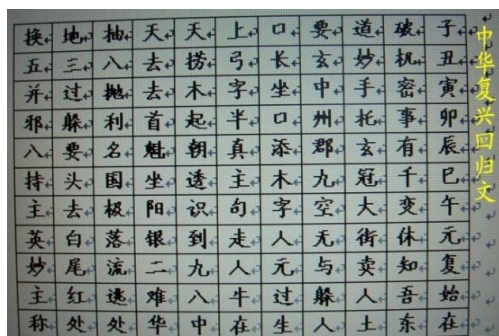 中华复兴回归文
子丑寅卯辰巳午元复始在
破机密事有千变休知吾东
道妙手托玄冠大街卖人土
要玄中州郡九空无与躲人
口长坐口添木字人元过生
上弓字半真主句走人牛在
天捞木起朝透识到九八中
天去去首魁坐阳银二难华
抽八抛利名国极落流逃处
地三过躲要头去白尾红处
换五并邪八持主英妙主称